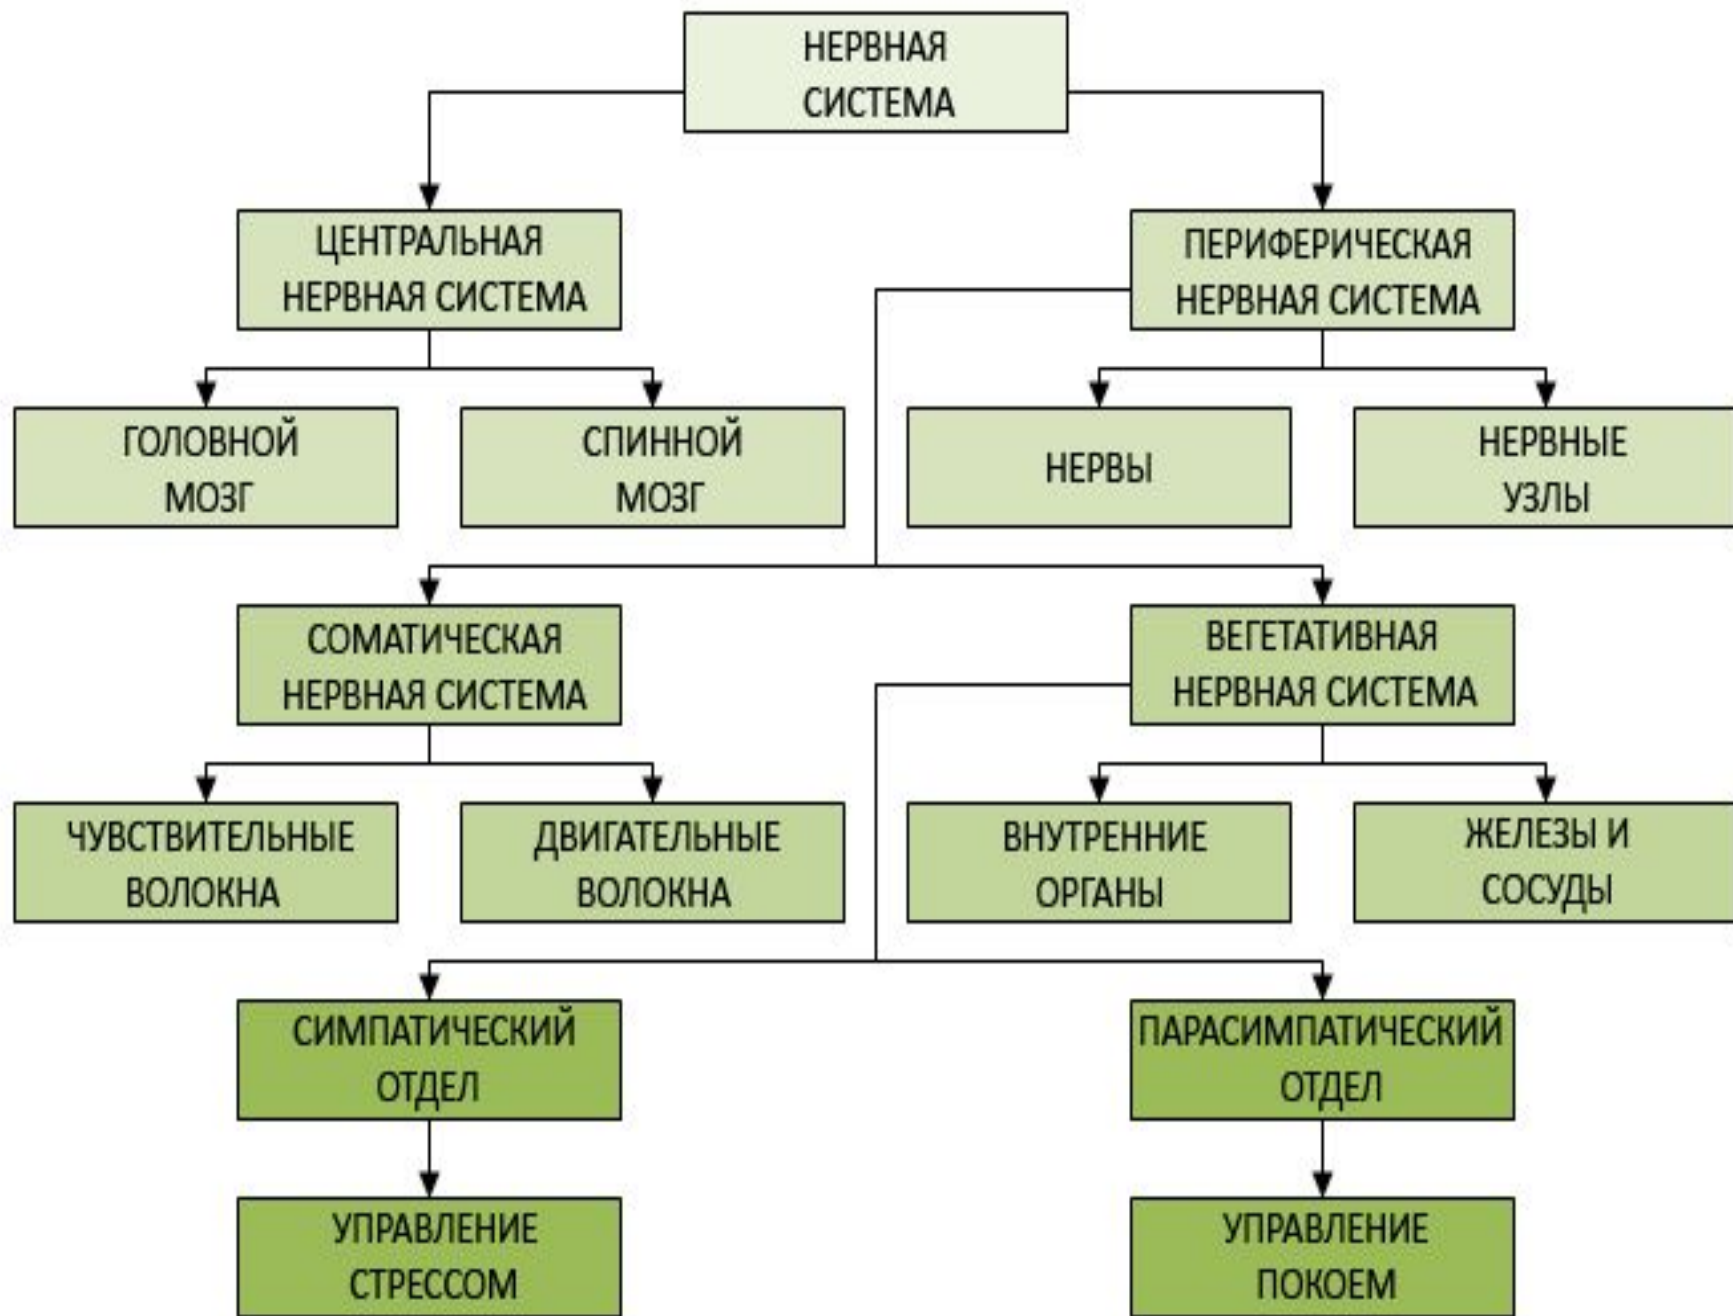 НЕРВНАЯ
СИСТЕМА
ЦЕНТРАЛЬНАЯ
НЕРВНАЯ СИСТЕМА
ПЕРИФЕРИЧЕСКАЯ
НЕРВНАЯ СИСТЕМА
ГОЛОВНОЙ
МОЗГ
СПИННОЙ
МОЗГ
НЕРВЫ
НЕРВНЫЕ
УЗЛЫ
СОМАТИЧЕСКАЯ
НЕРВНАЯ СИСТЕМА
ВЕГЕТАТИВНАЯ
НЕРВНАЯ СИСТЕМА
ЧУВСТВИТЕЛЬНЫЕ
ВОЛОКНА
ДВИГАТЕЛЬНЫЕ
ВОЛОКНА
ВНУТРЕННИЕ
ОРГАНЫ
ЖЕЛЕЗЫ И
СОСУДЫ
СИМПАТИЧЕСКИЙ
ОТДЕЛ
ПАРАСИМПАТИЧЕСКИЙ
ОТДЕЛ
УПРАВЛЕНИЕ
СТРЕССОМ
УПРАВЛЕНИЕ
ПОКОЕМ